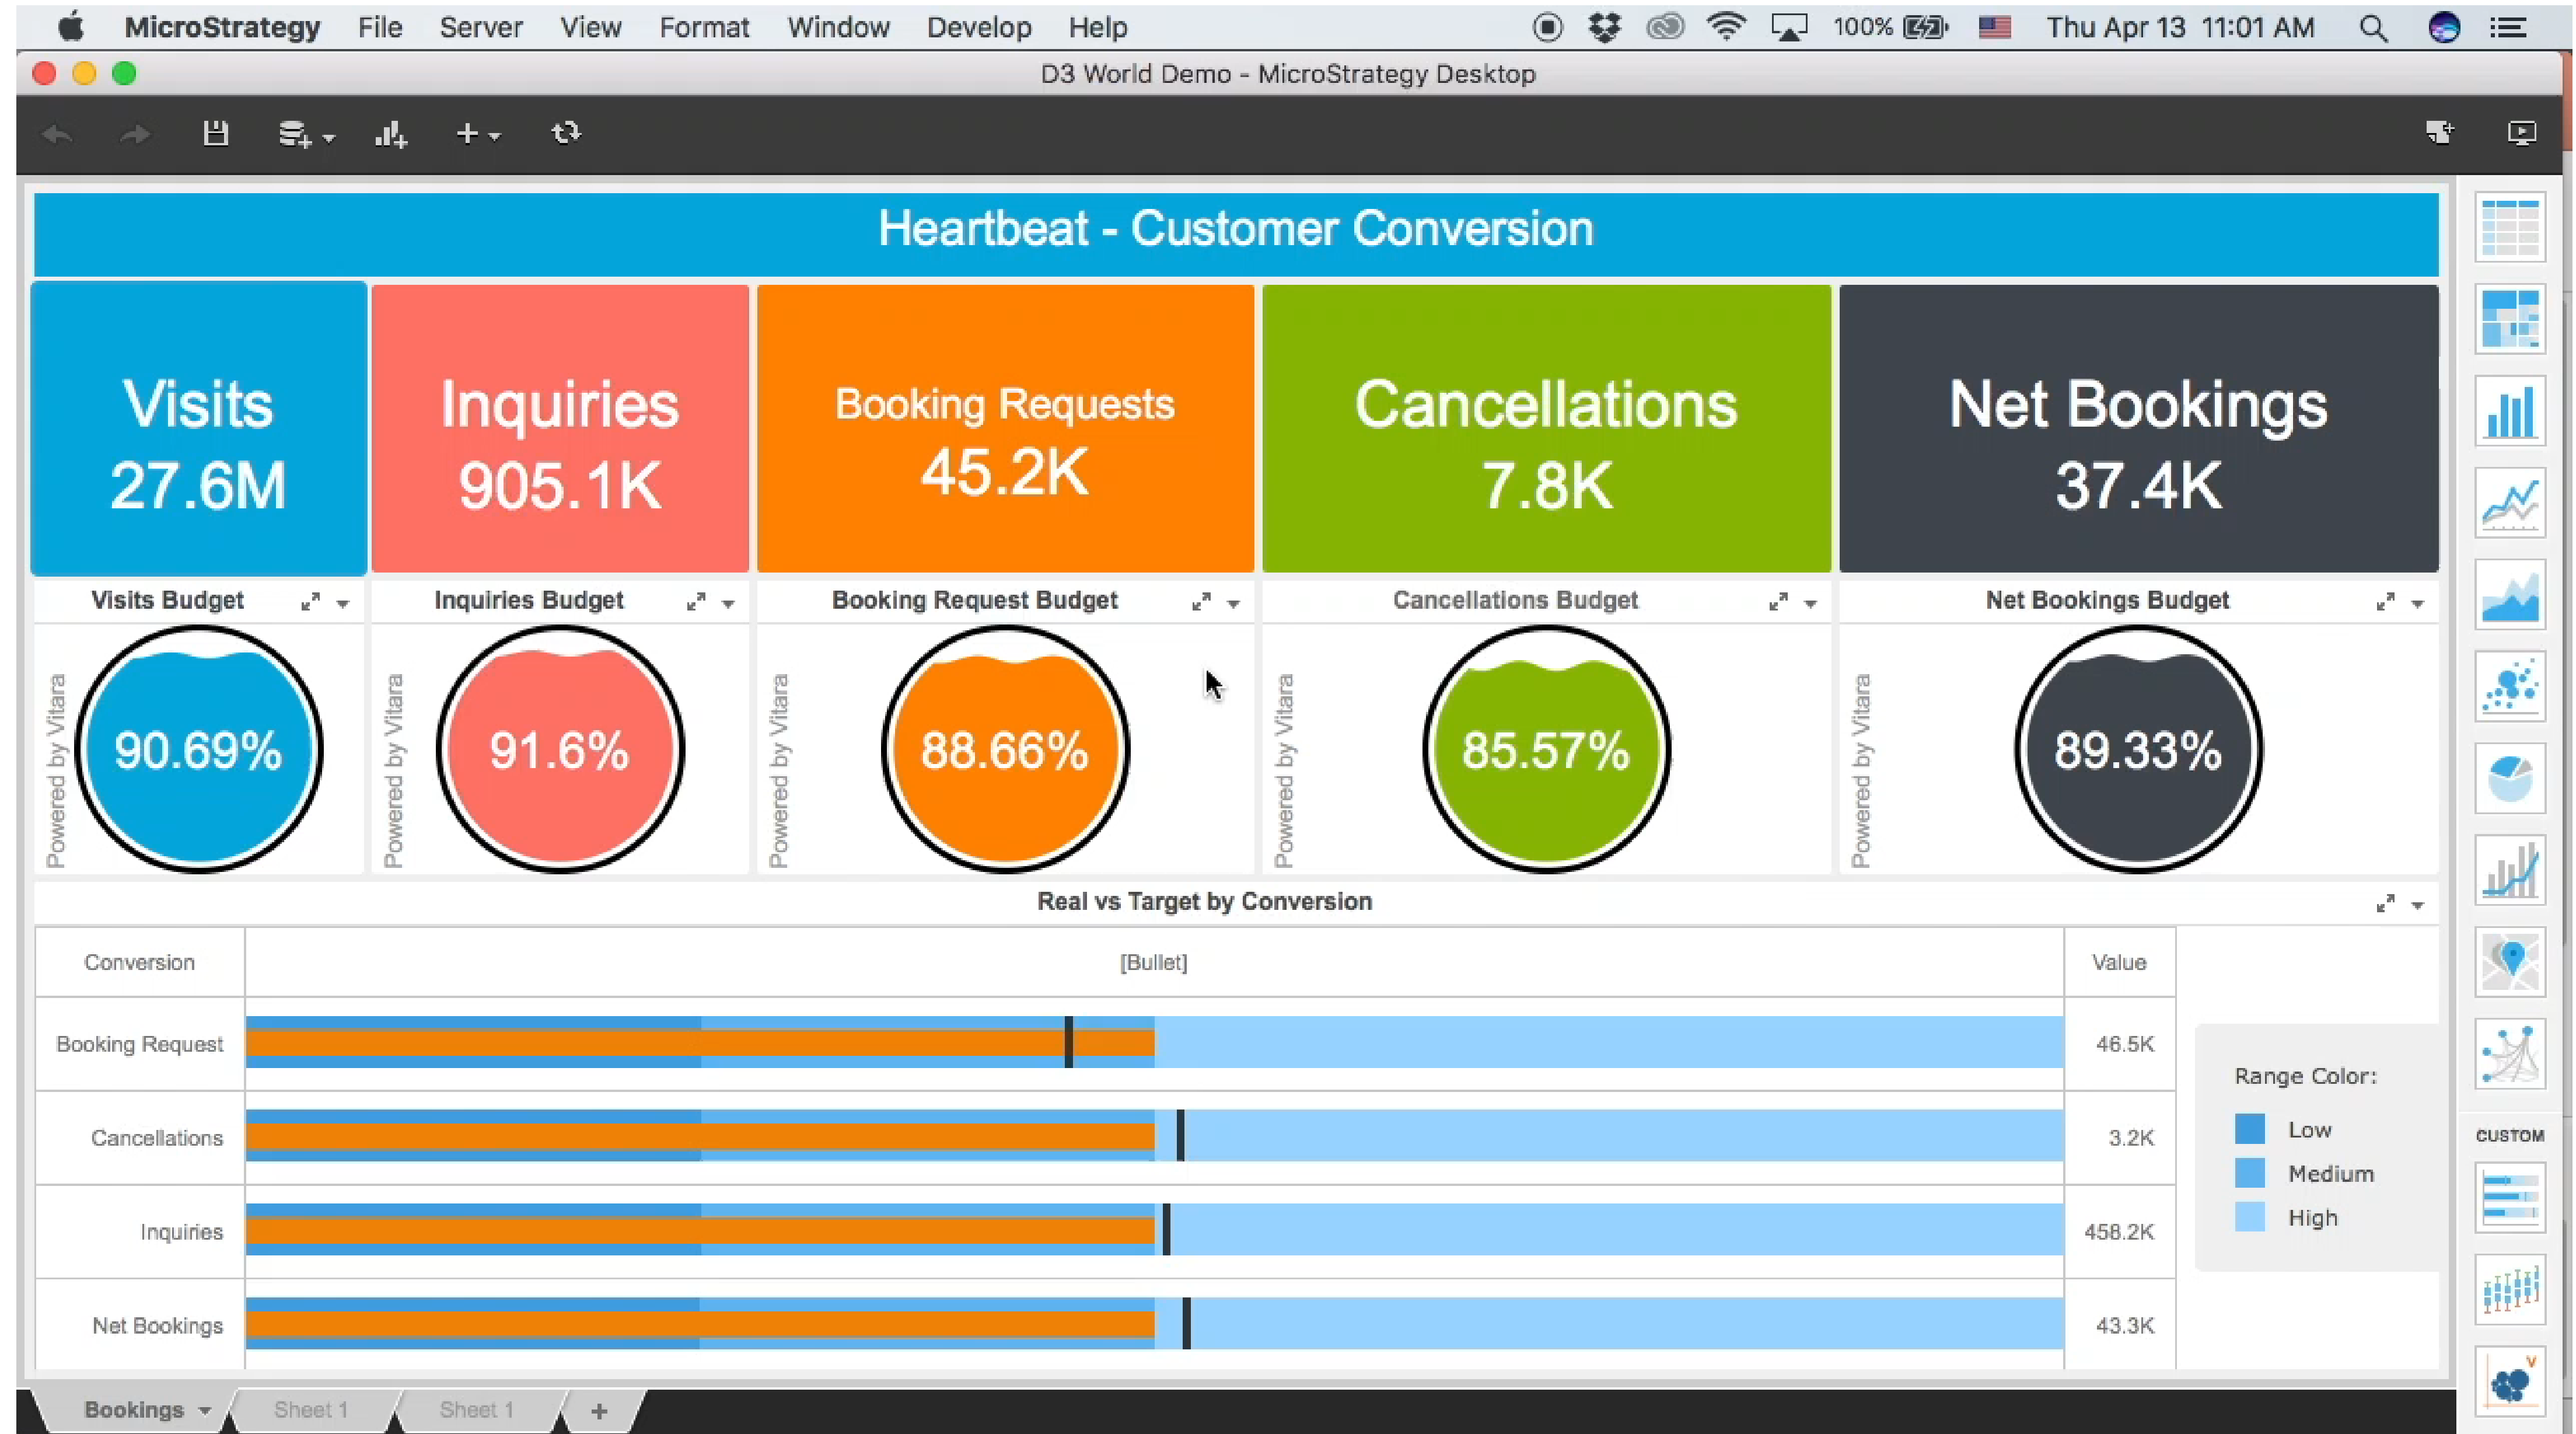 MicroStrategy File Server View Format Window Develop Help 100% Thu Apr 13 11:01 AM
D3 World Demo - MicroStrategy Desktop
Heartbeat - Customer Conversion
Visits
27.6M
Inquiries
905.1K
Booking Requests
45.2K
Cancellations
7.8K
Net Bookings
37.4K
Visits Budget
Powered by Vitara
90.69%
Inquiries Budget
Powered by Vitara
91.6%
Booking Request Budget
Powered by Vitara
88.66%
Cancellations Budget
Powered by Vitara
85.57%
Net Bookings Budget
Powered by Vitara
89.33%
Real vs Target by Conversion
Conversion [Bullet] Value
Booking Request 46.5K
Cancellations 3.2K
Inquiries 458.2K
Net Bookings 43.3K
Range Color:
Low
Medium
High
CUSTOM
V
Bookings Sheet 1 Sheet 1 +